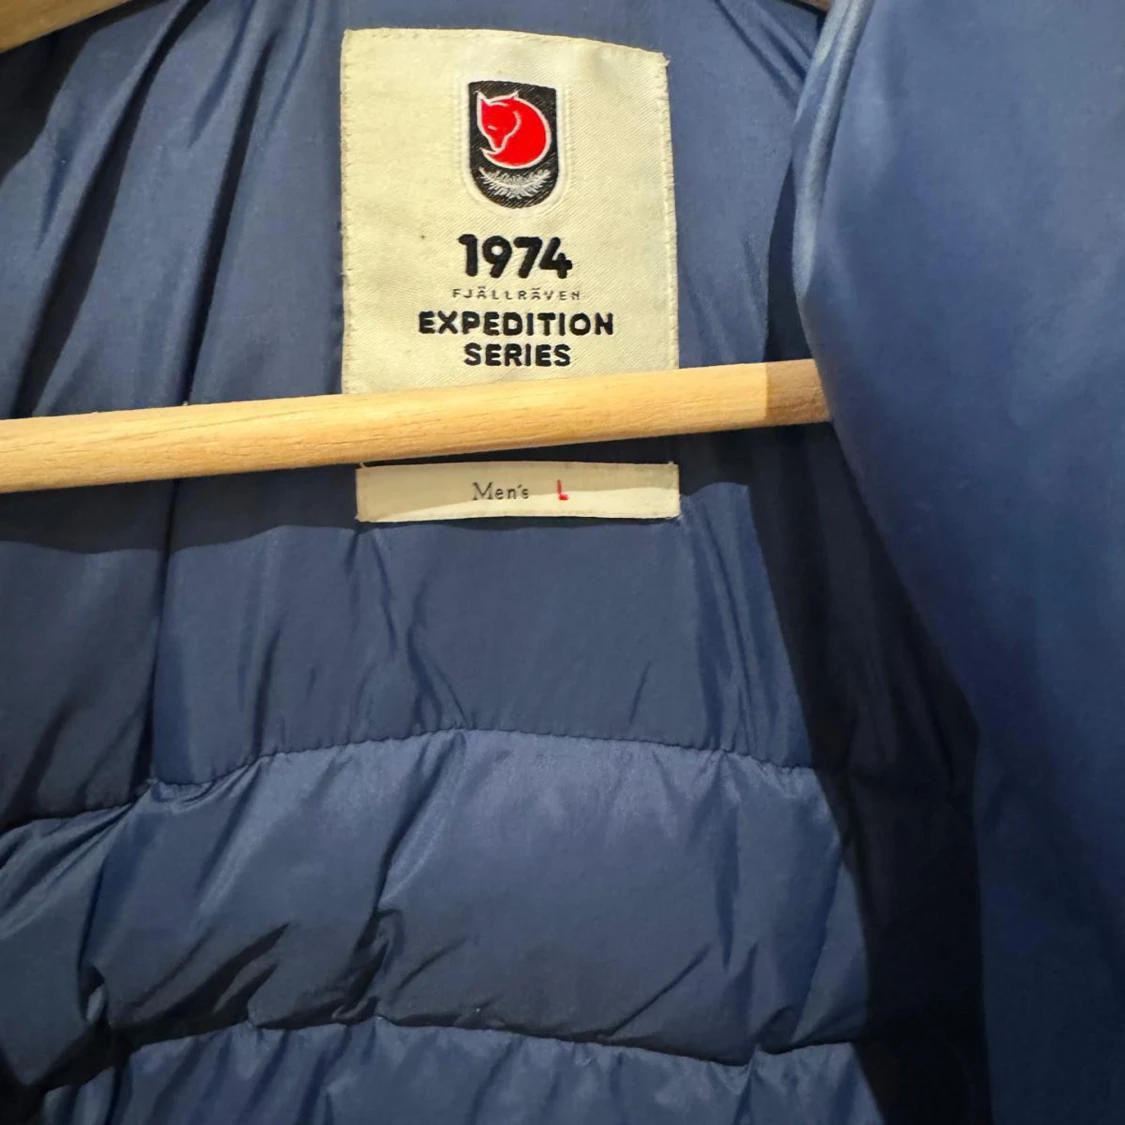 1974
FJÄLLRÄVEN
EXPEDITION
SERIES
Men's L